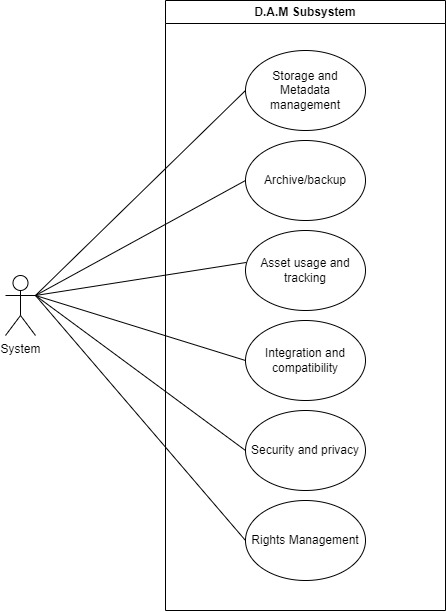 D.A.M Subsystem
Storage and
Metadata
management
Archive/backup
Asset usage and
tracking
System
Integration and
compatibility
Security and privacy
Rights Management